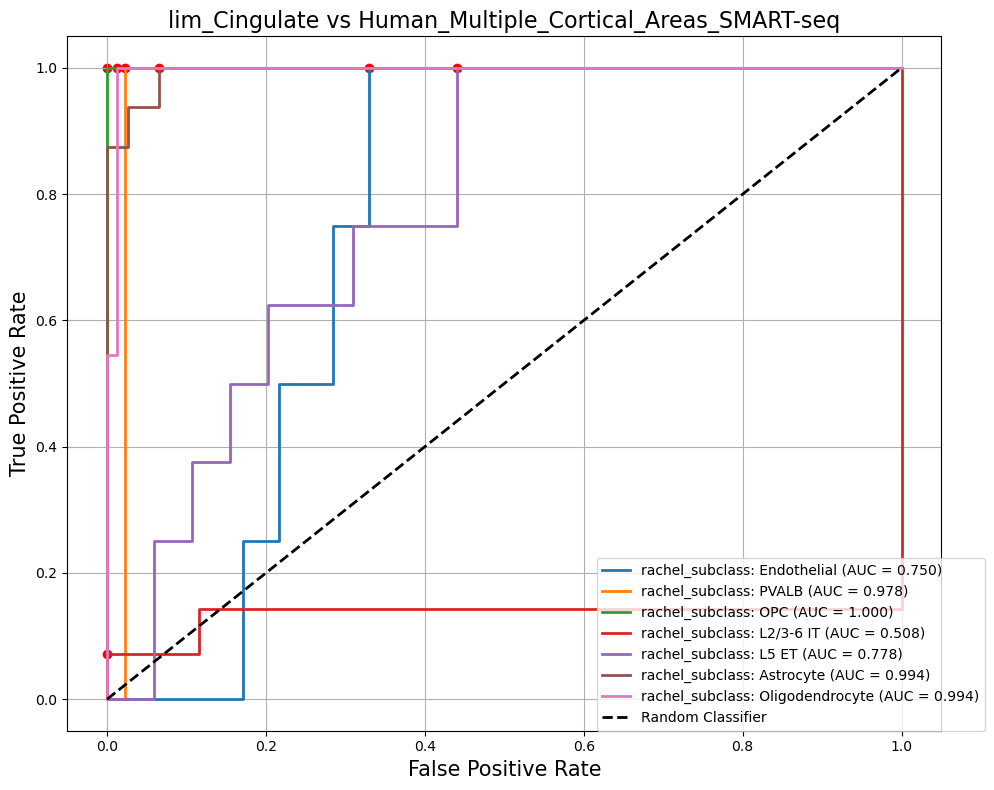 lim_Cingulate vs Human_Multiple_Cortical_Areas_SMART-seq
True Positive Rate
1.0
0.8
0.6
0.4
0.2
0.0
rachel_subclass: Endothelial (AUC = 0.750)
rachel_subclass: PVALB (AUC = 0.978)
rachel_subclass: OPC (AUC = 1.000)
rachel_subclass: L2/3-6 IT (AUC = 0.508)
rachel_subclass: L5 ET (AUC = 0.778)
rachel_subclass: Astrocyte (AUC = 0.994)
rachel_subclass: Oligodendrocyte (AUC = 0.994)
Random Classifier
0.0 0.2 0.4 0.6 0.8 1.0
False Positive Rate